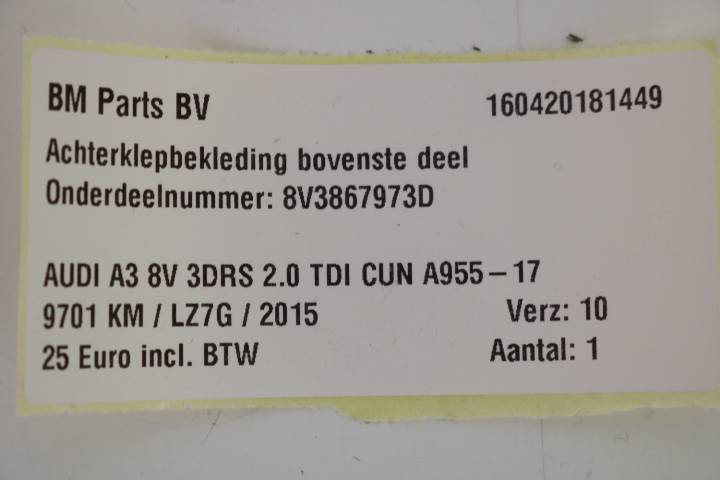 BM Parts BV 160420181449
Achterklepbekleding bovenste deel
Onderdeelnummer: 8V3867973D
AUDI A3 8V 3DRS 2.0 TDI CUN A955-17
9701 KM / LZ7G / 2015 Verz: 10
25 Euro incl. BTW Aantal: 1